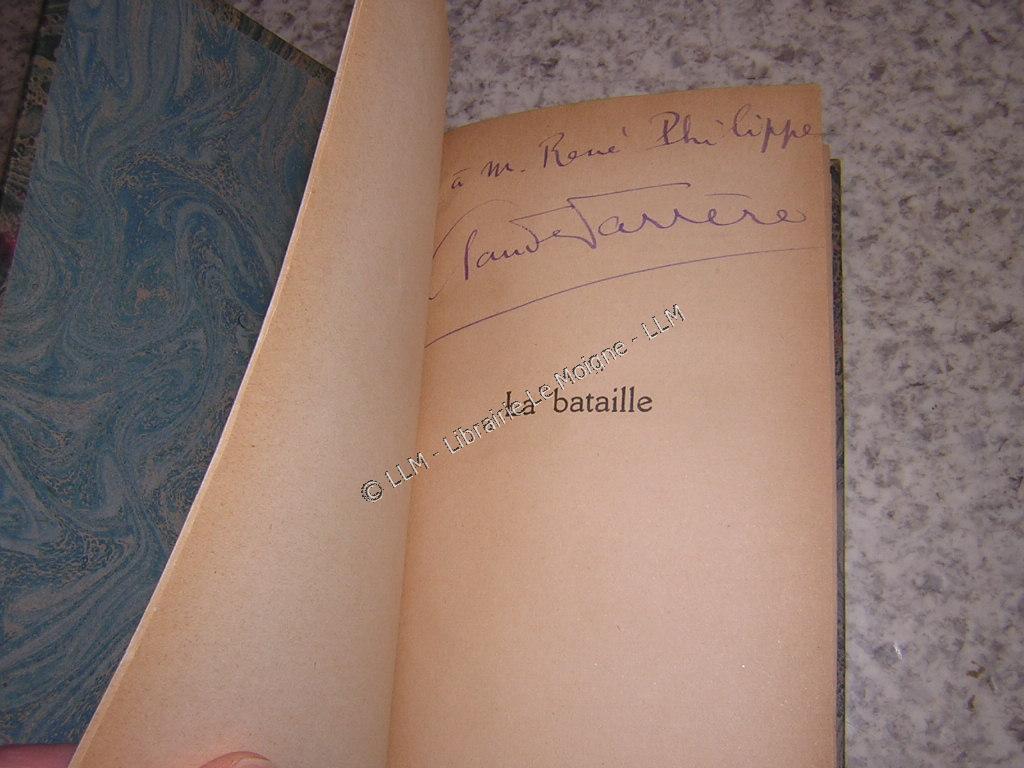 à M. René Philippe
Claude Farrère
La bataille
© LLM - Librairie Le Moigne - LLM